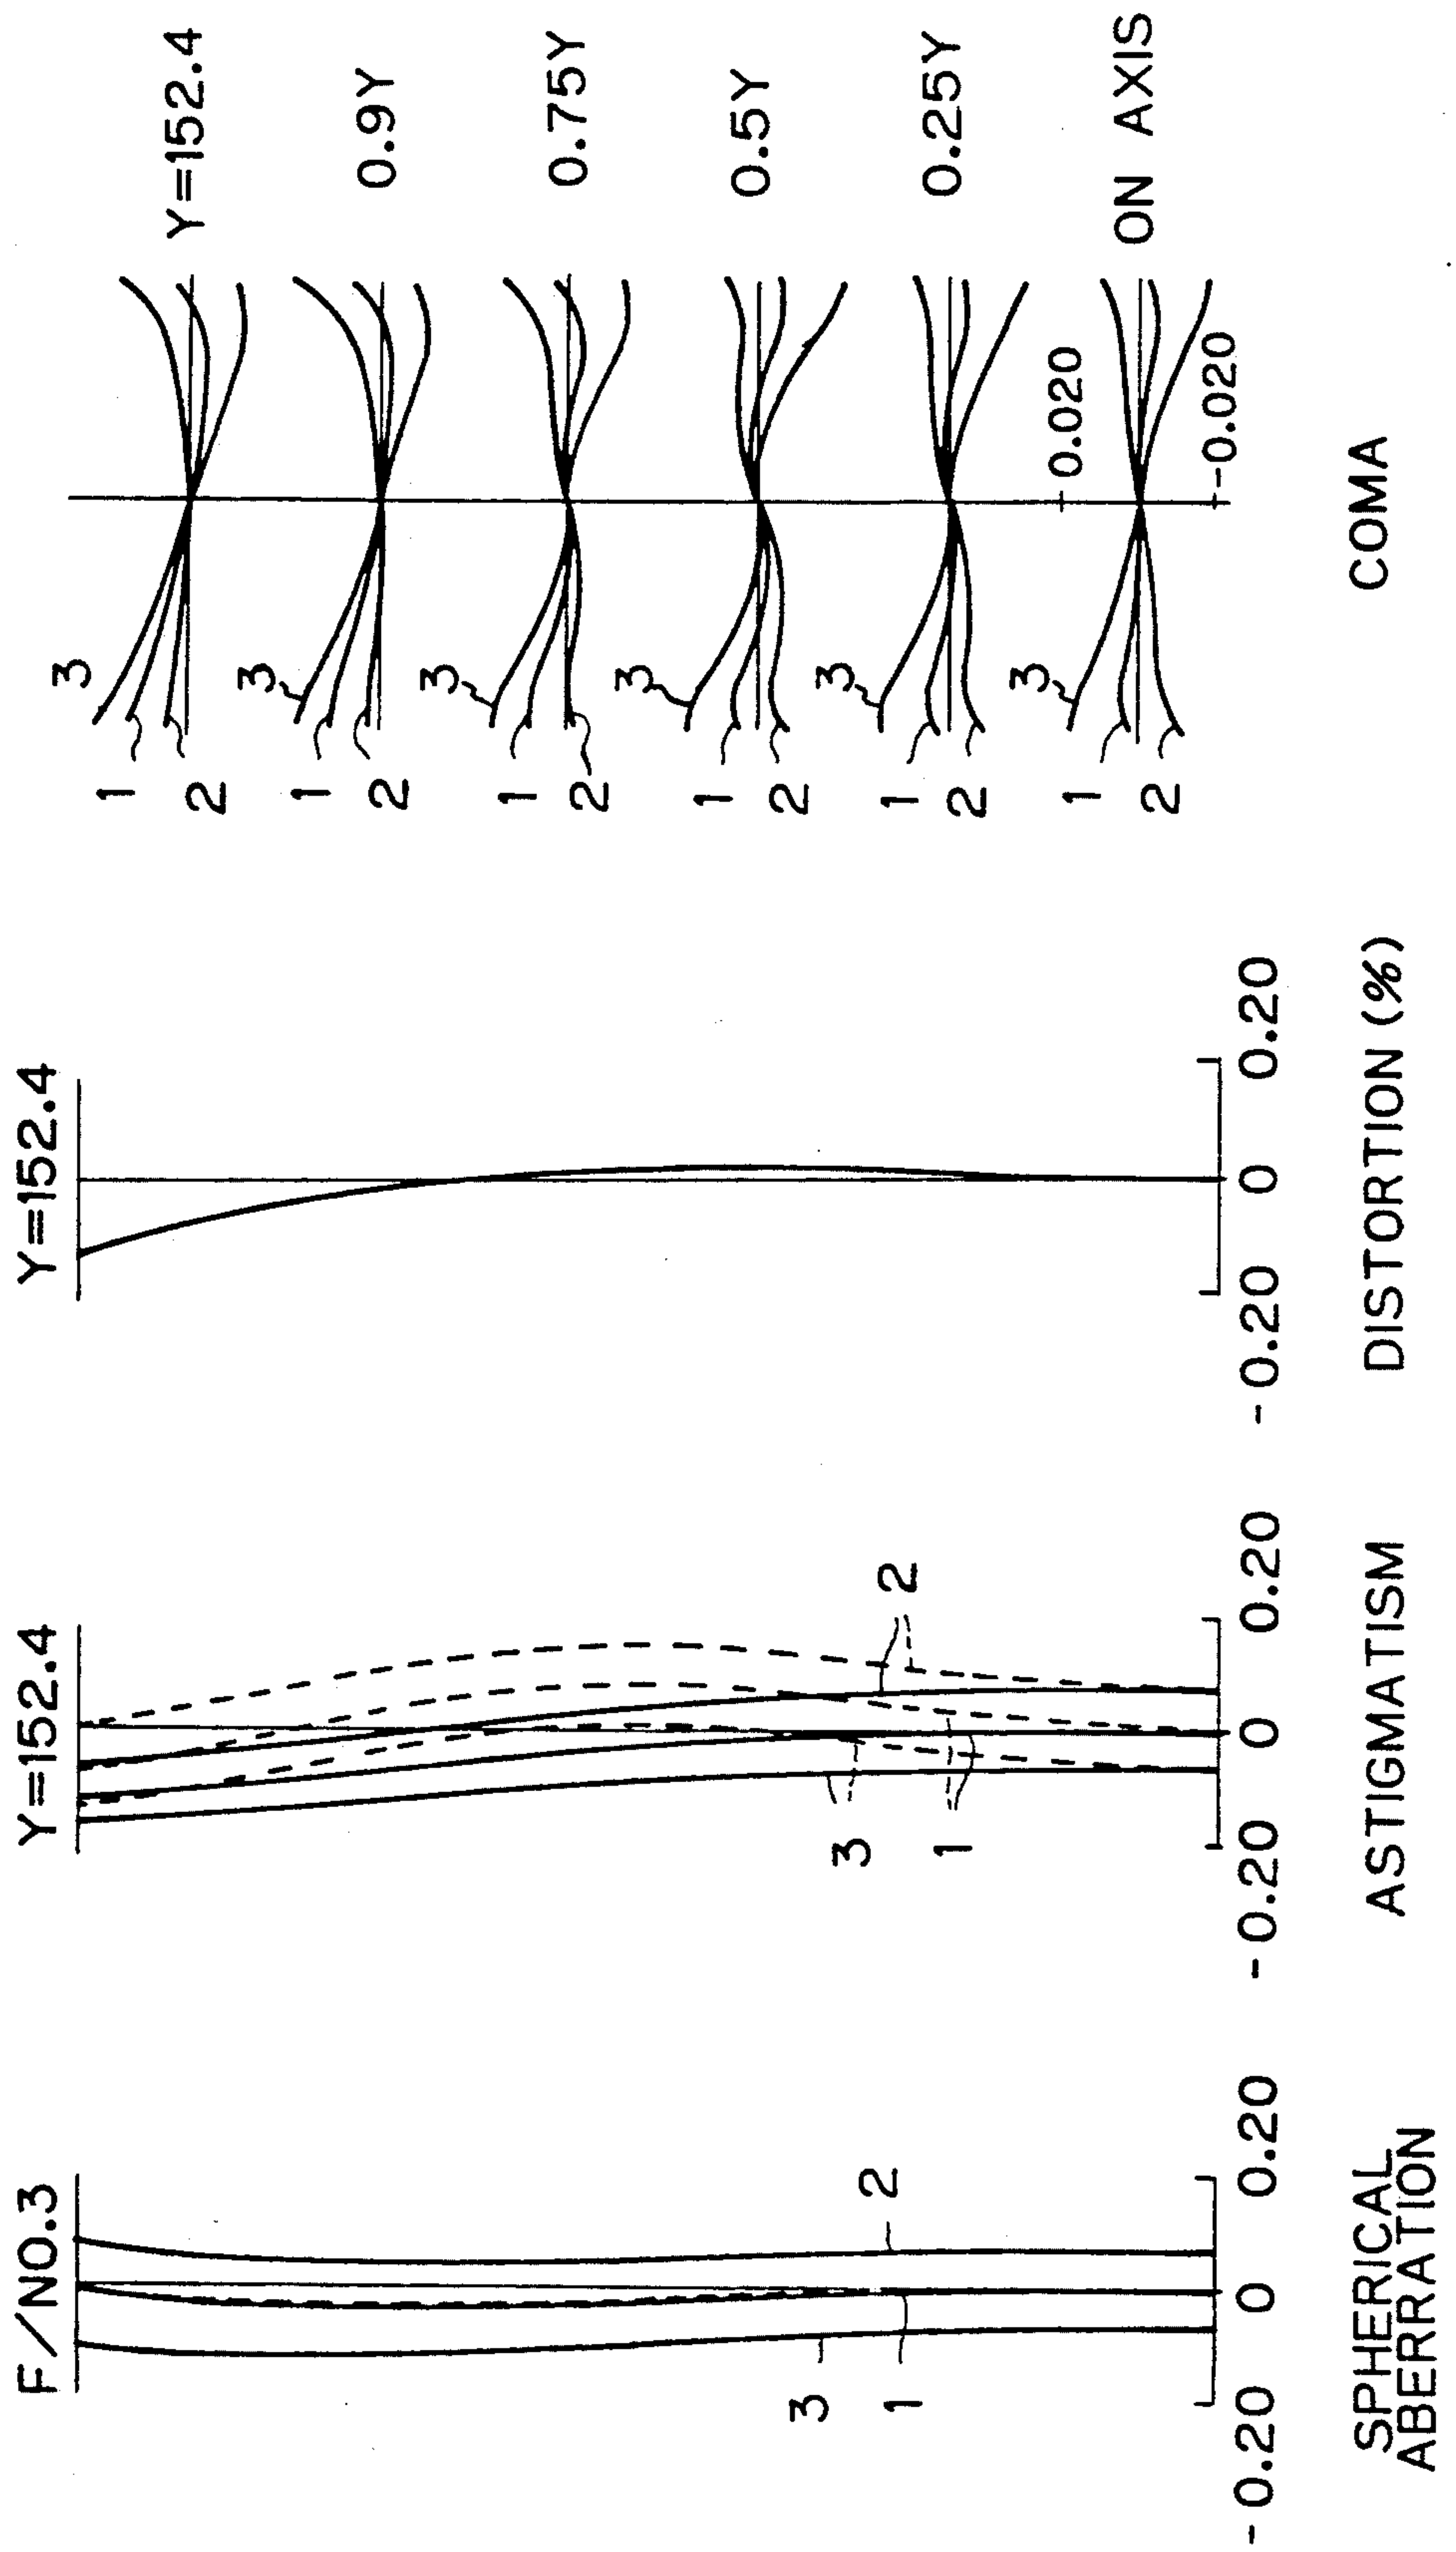 F/NO.3
3
1
2
-0.20
0
0.20
SPHERICAL
ABERRATION
Y=152.4
3
1
2
-0.20
0
0.20
ASTIGMATISM
Y=152.4
-0.20
0
0.20
DISTORTION (%)
3
1
2
Y=152.4
3
1
2
0.9Y
3
1
2
0.75Y
3
1
2
0.5Y
3
1
2
0.25Y
0.020
3
1
2
ON AXIS
-0.020
COMA